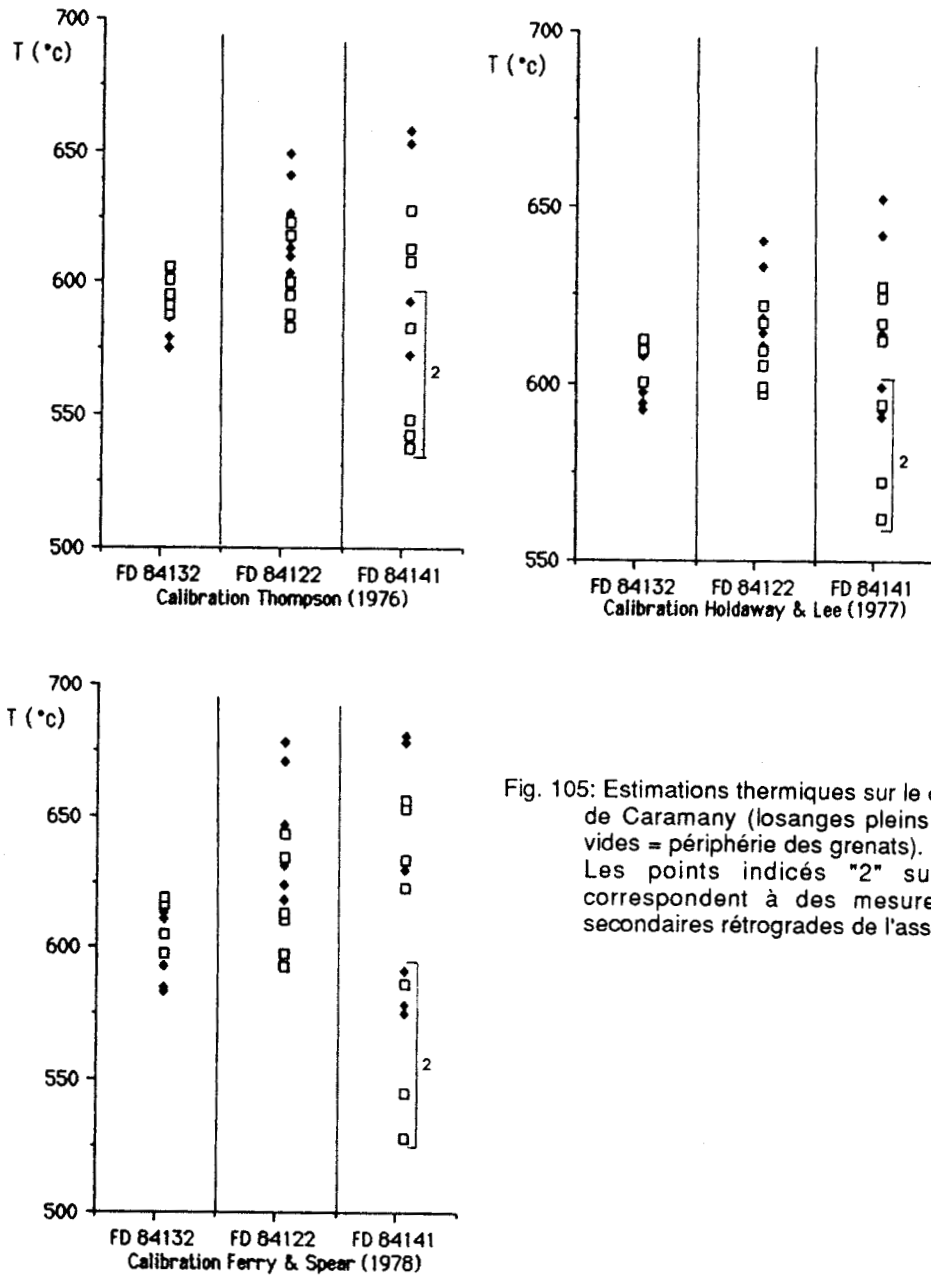 700
T (°c)
650
600
550
500
2
FD 84132 FD 84122 FD 84141
Calibration Thompson (1976)
700
T (°c)
650
600
550
2
FD 84132 FD 84122 FD 84141
Calibration Holdaway & Lee (1977)
700
T (°c)
650
600
550
500
2
FD 84132 FD 84122 FD 84141
Calibration Ferry & Spear (1978)
Fig. 105: Estimations thermiques sur le
de Caramany (losanges pleins
vides = périphérie des grenats).
Les points indicés "2" su
correspondent à des mesure
secondaires rétrogrades de l'ass